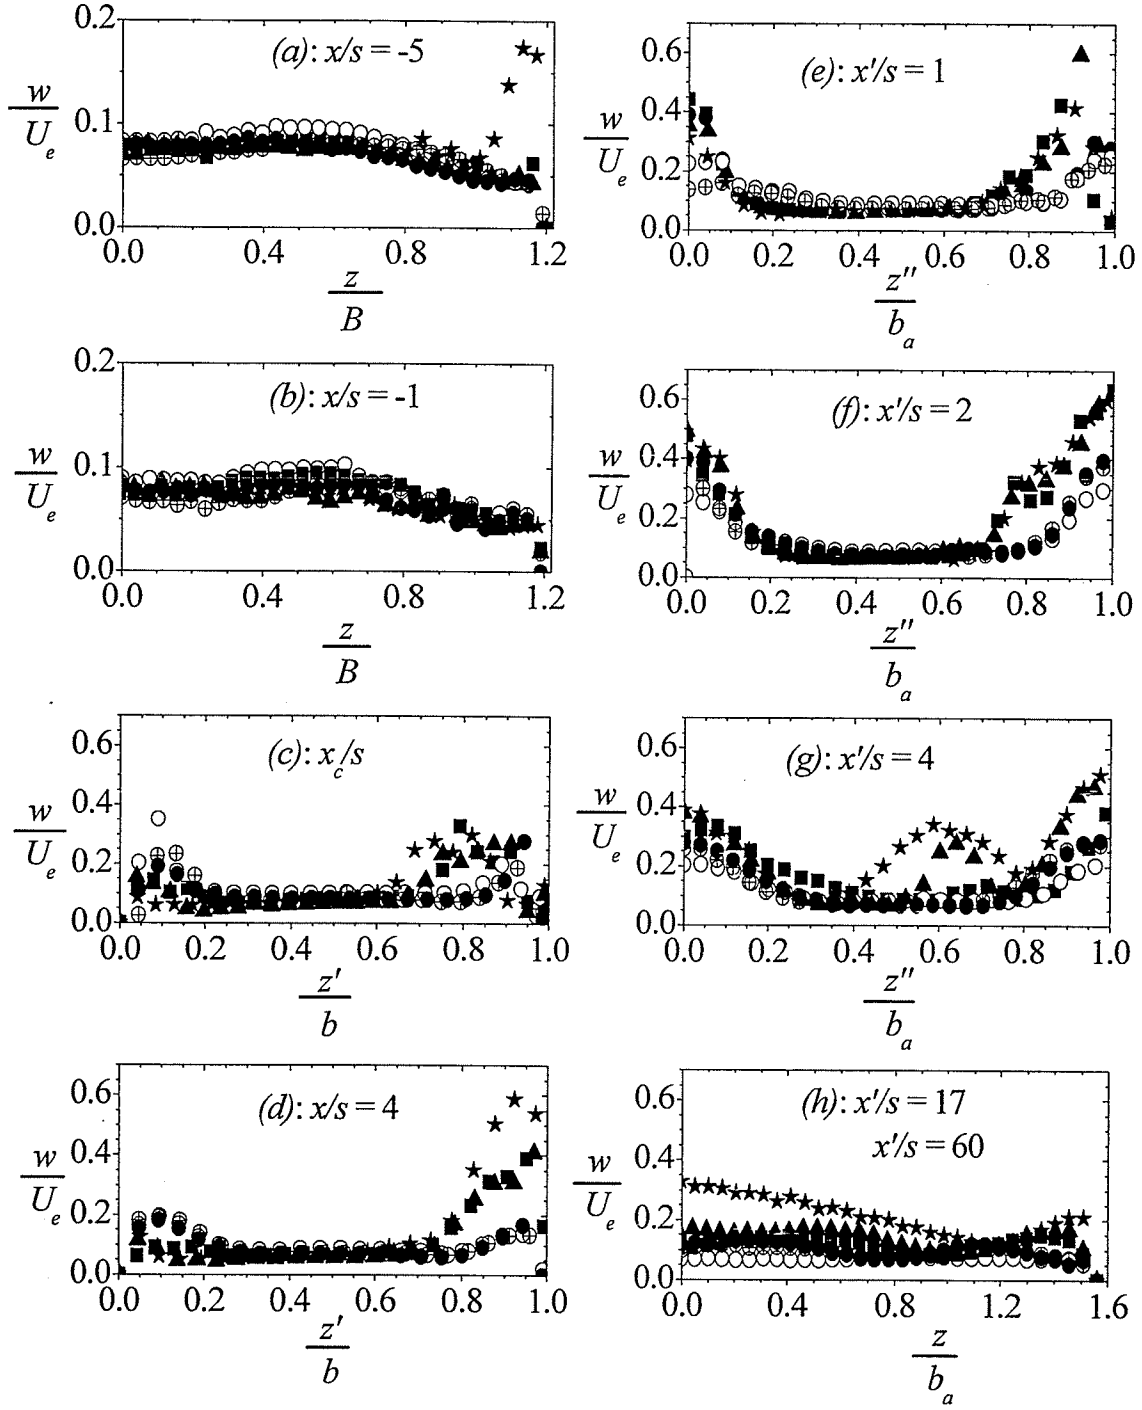 (a): x/s = -5
w
U_e
0.2
0.1
0.0
0.0 0.4 0.8 1.2
z
B
(b): x/s = -1
w
U_e
0.2
0.1
0.0
0.0 0.4 0.8 1.2
z
B
(c): x_c/s
w
U_e
0.6
0.4
0.2
0.0
0.0 0.2 0.4 0.6 0.8 1.0
z'
b
(d): x/s = 4
w
U_e
0.6
0.4
0.2
0.0
0.0 0.2 0.4 0.6 0.8 1.0
z'
b
(e): x'/s = 1
w
U_e
0.6
0.4
0.2
0.0
0.0 0.2 0.4 0.6 0.8 1.0
z"
b_a
(f): x'/s = 2
w
U_e
0.6
0.4
0.2
0.0
0.0 0.2 0.4 0.6 0.8 1.0
z"
b_a
(g): x'/s = 4
w
U_e
0.6
0.4
0.2
0.0
0.0 0.2 0.4 0.6 0.8 1.0
z"
b_a
(h): x'/s = 17
x'/s = 60
w
U_e
0.6
0.4
0.2
0.0
0.0 0.4 0.8 1.2 1.6
z
b_a